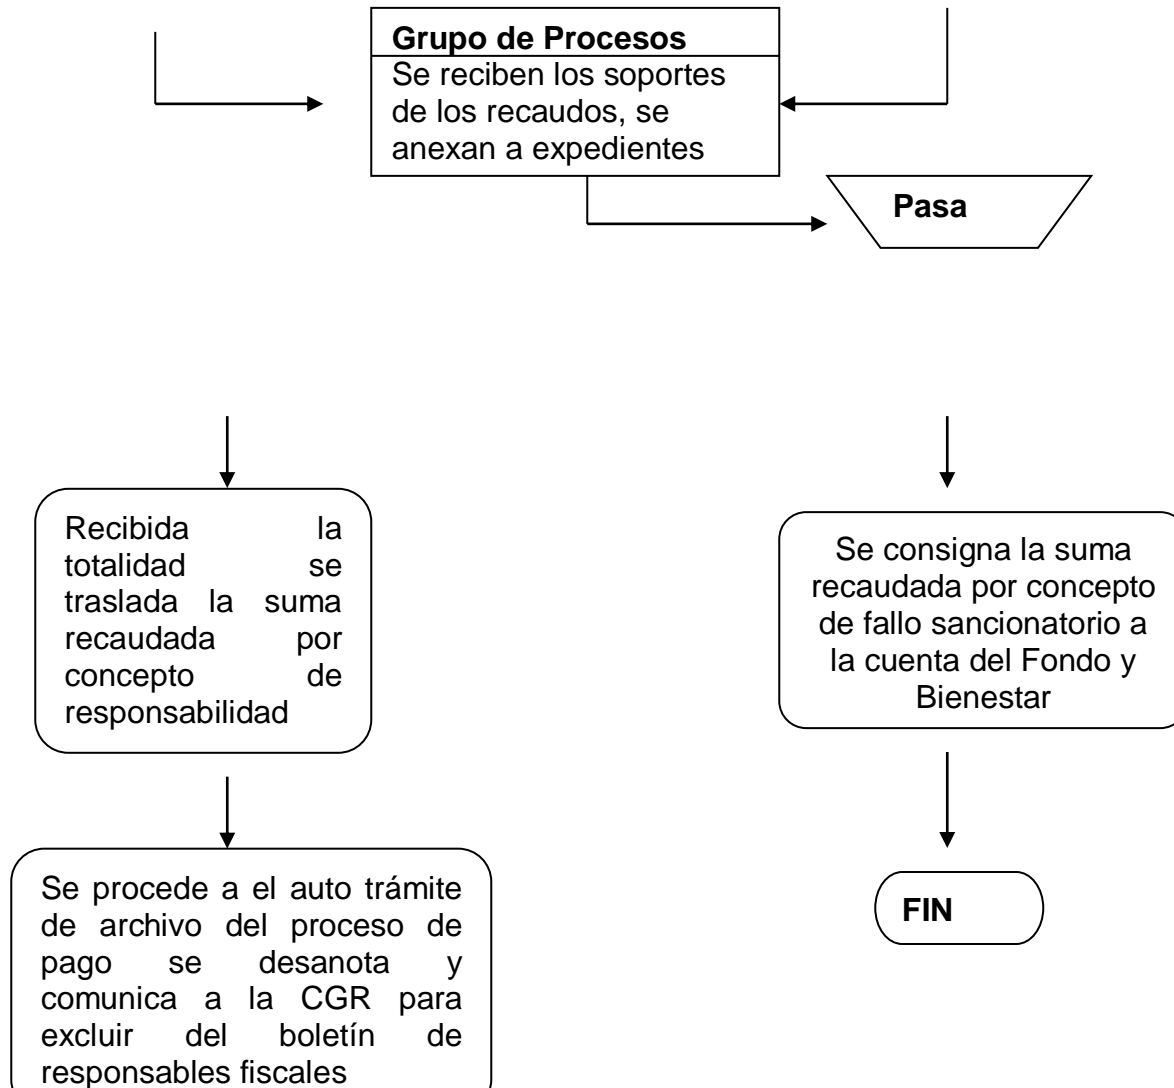 Grupo de Procesos
Se reciben los soportes
de los recaudos, se
anexan a expedientes
Pasa
Recibida la
totalidad se
traslada la suma
recaudada por
concepto de
responsabilidad
Se consigna la suma
recaudada por concepto
de fallo sancionatorio a
la cuenta del Fondo y
Bienestar
Se procede a el auto trámite
de archivo del proceso de
pago se desanota y
comunica a la CGR para
excluir del boletín de
responsables fiscales
FIN